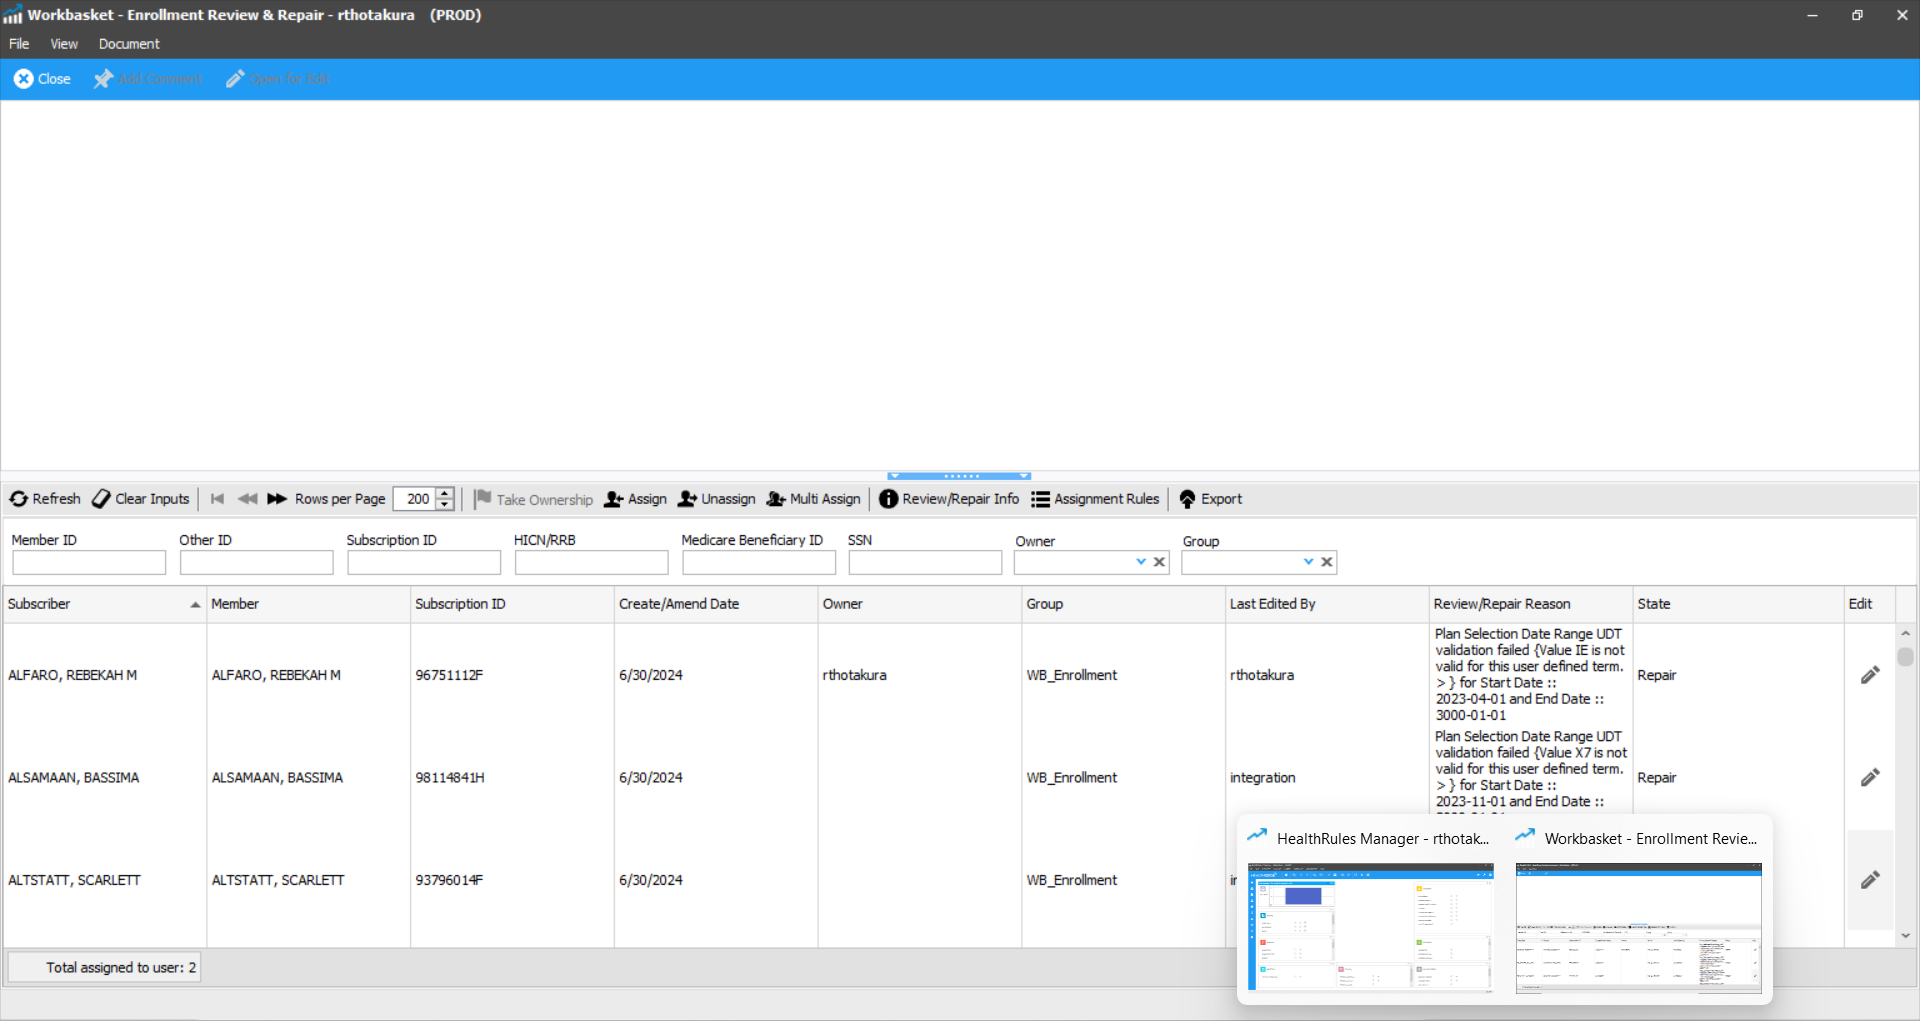 Workbasket - Enrollment Review & Repair - rthotakura (PROD)
File View Document
Close Add Comment Open for Edit
Refresh Clear Inputs Rows per Page 200 Take Ownership Assign Unassign Multi Assign Review/Repair Info Assignment Rules Export
Member ID Other ID Subscription ID HICN/RRB Medicare Beneficiary ID SSN Owner Group
Subscriber Member Subscription ID Create/Amend Date Owner Group Last Edited By Review/Repair Reason State Edit
ALFARO, REBEKAH M ALFARO, REBEKAH M 96751112F 6/30/2024 rthotakura WB_Enrollment rthotakura
Plan Selection Date Range UDT
validation failed {Value IE is not
valid for this user defined term.
> } for Start Date ::
2023-04-01 and End Date ::
3000-01-01
Repair
ALSAMAAN, BASSIMA ALSAMAAN, BASSIMA 98114841H 6/30/2024 WB_Enrollment integration
Plan Selection Date Range UDT
validation failed {Value X7 is not
valid for this user defined term.
> } for Start Date ::
2023-11-01 and End Date ::
Repair
ALTSTATT, SCARLETT ALTSTATT, SCARLETT 93796014F 6/30/2024 WB_Enrollment
Total assigned to user: 2
HealthRules Manager - rthotak...
Workbasket - Enrollment Revie...